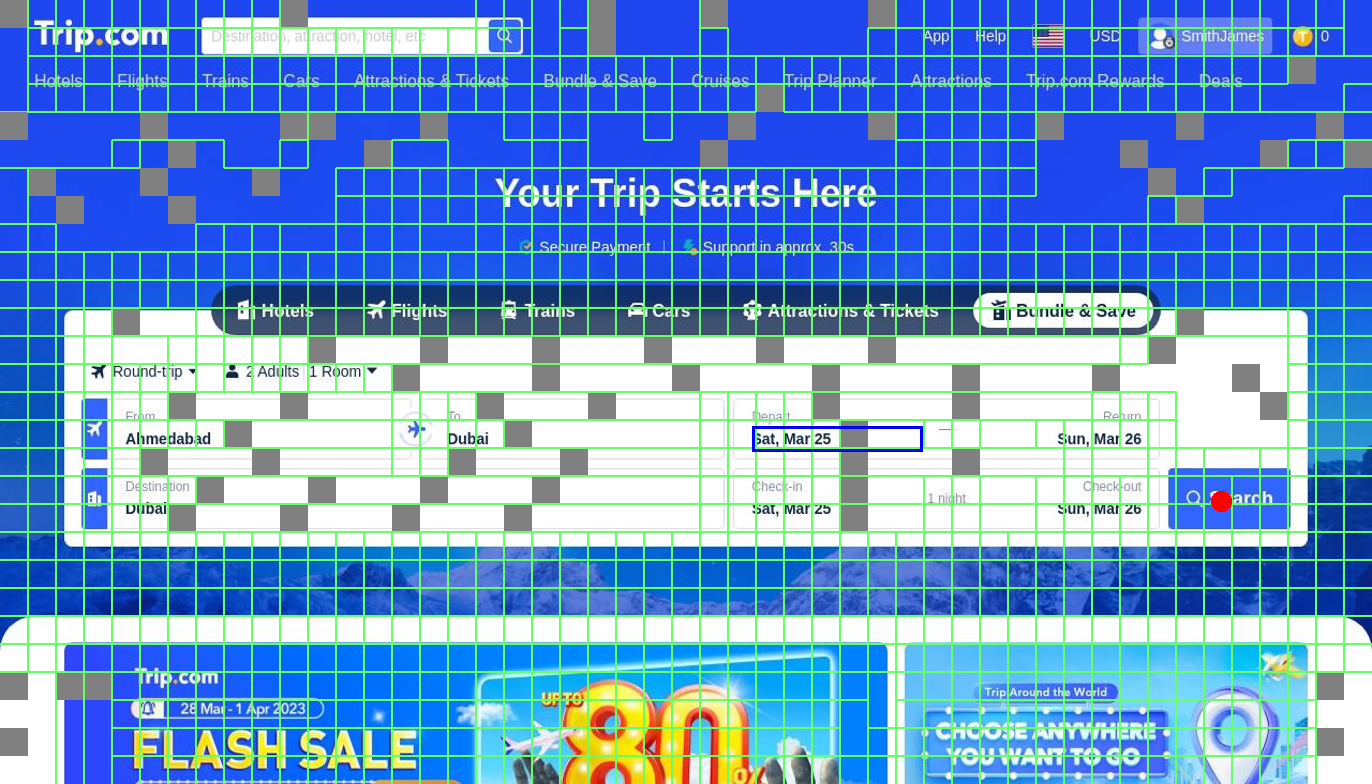 Trip.com
Destination, attraction, hotel, etc
App
Help
USD
SmithJames
0
Hotels
Flights
Trains
Cars
Attractions & Tickets
Bundle & Save
Cruises
Trip Planner
Attractions
Trip.com Rewards
Deals
Your Trip Starts Here
Secure Payment
Support in approx. 30s
Hotels
Flights
Trains
Cars
Attractions & Tickets
Bundle & Save
Round-trip
2 Adults
1 Room
From
To
Depart
Return
Ahmedabad
Dubai
Sat, Mar 25
—
Sun, Mar 26
Destination
Check-in
Check-out
Dubai
Sat, Mar 25
1 night
Sun, Mar 26
Search
Trip.com
28 Mar - 1 Apr 2023
FLASH SALE
UP TO
80%
Trip Around the World
CHOOSE ANYWHERE
YOU WANT TO GO